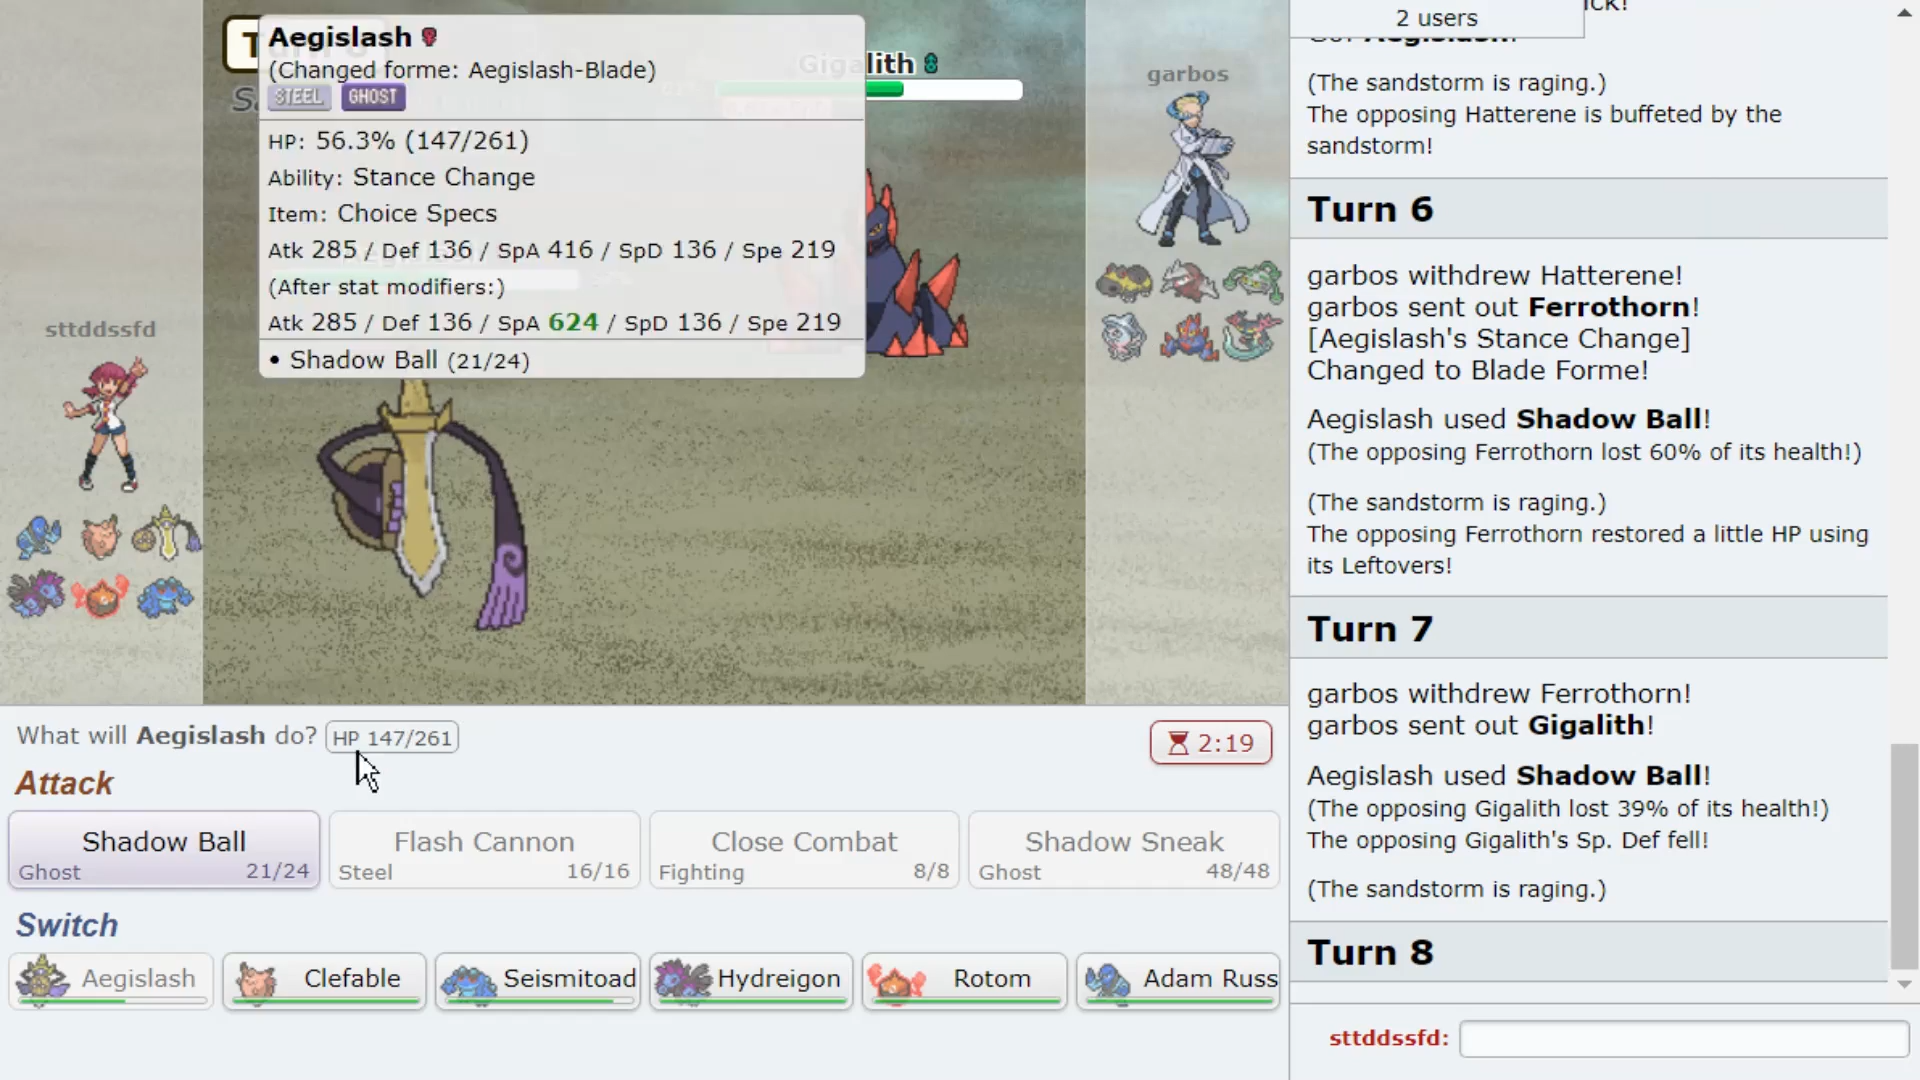 Aegislash
(Changed forme: Aegislash-Blade)
STEEL GHOST
HP: 56.3% (147/261)
Ability: Stance Change
Item: Choice Specs
Atk 285 / Def 136 / SpA 416 / SpD 136 / Spe 219
(After stat modifiers:)
Atk 285 / Def 136 / SpA 624 / SpD 136 / Spe 219
• Shadow Ball (21/24)
Gigalith
garbos
sttddssfd
What will Aegislash do? HP 147/261
2:19
Attack
Shadow Ball
Ghost 21/24
Flash Cannon
Steel 16/16
Close Combat
Fighting 8/8
Shadow Sneak
Ghost 48/48
Switch
Aegislash
Clefable
Seismitoad
Hydreigon
Rotom
Adam Russ
2 users
(The sandstorm is raging.)
The opposing Hatterene is buffeted by the
sandstorm!
Turn 6
garbos withdrew Hatterene!
garbos sent out Ferrothorn!
[Aegislash's Stance Change]
Changed to Blade Forme!
Aegislash used Shadow Ball!
(The opposing Ferrothorn lost 60% of its health!)
(The sandstorm is raging.)
The opposing Ferrothorn restored a little HP using
its Leftovers!
Turn 7
garbos withdrew Ferrothorn!
garbos sent out Gigalith!
Aegislash used Shadow Ball!
(The opposing Gigalith lost 39% of its health!)
The opposing Gigalith's Sp. Def fell!
(The sandstorm is raging.)
Turn 8
sttddssfd: